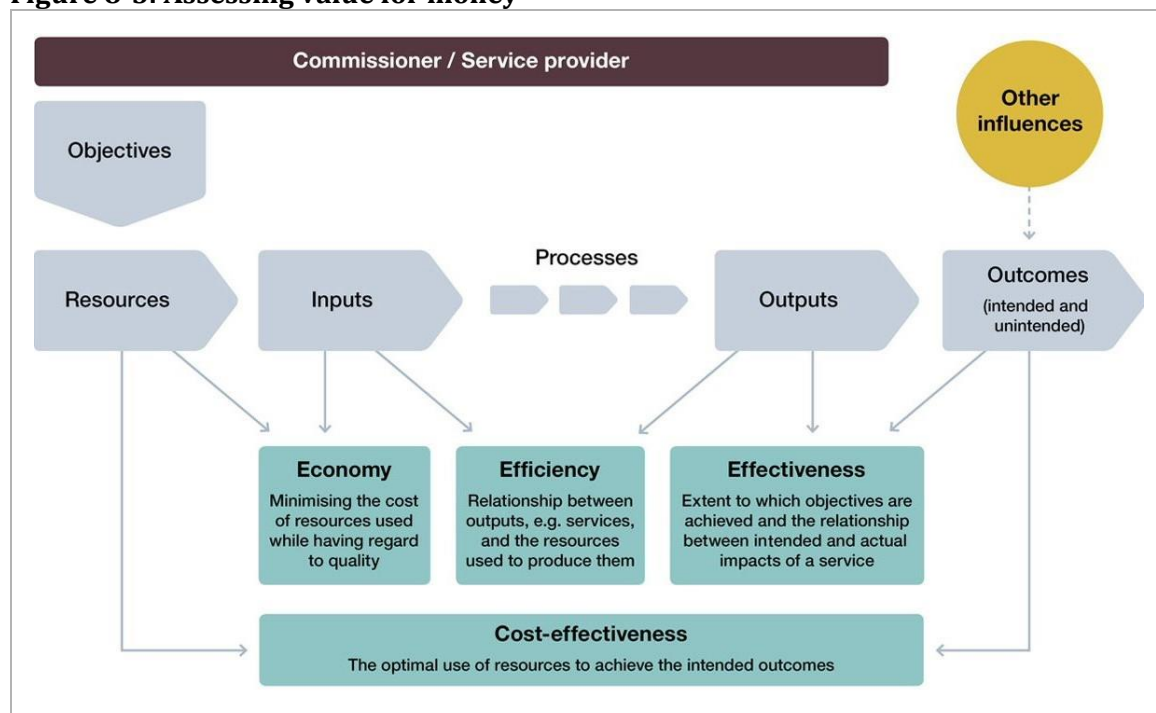 Commissioner / Service provider
Objectives
Other
influences
Resources
Inputs
Processes
Outputs
Outcomes
(intended and
unintended)
Economy
Minimising the cost
of resources used
while having regard
to quality
Efficiency
Relationship between
outputs, e.g. services,
and the resources
used to produce them
Effectiveness
Extent to which objectives are
achieved and the relationship
between intended and actual
impacts of a service
Cost-effectiveness
The optimal use of resources to achieve the intended outcomes